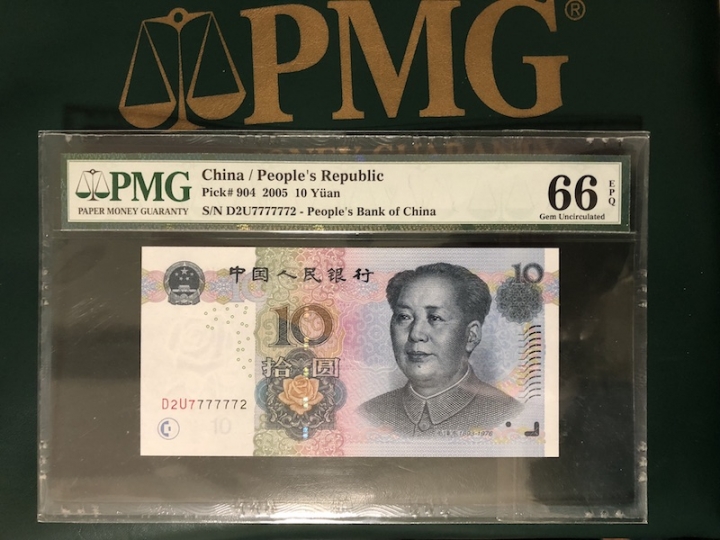 PMG®
PMG
PAPER MONEY GUARANTY
China / People's Republic
Pick# 904 2005 10 Yüan
S/N D2U7777772 - People's Bank of China
66 EPQ
Gem Uncirculated
中国人民银行
10
10
拾圆
D2U7777772
10